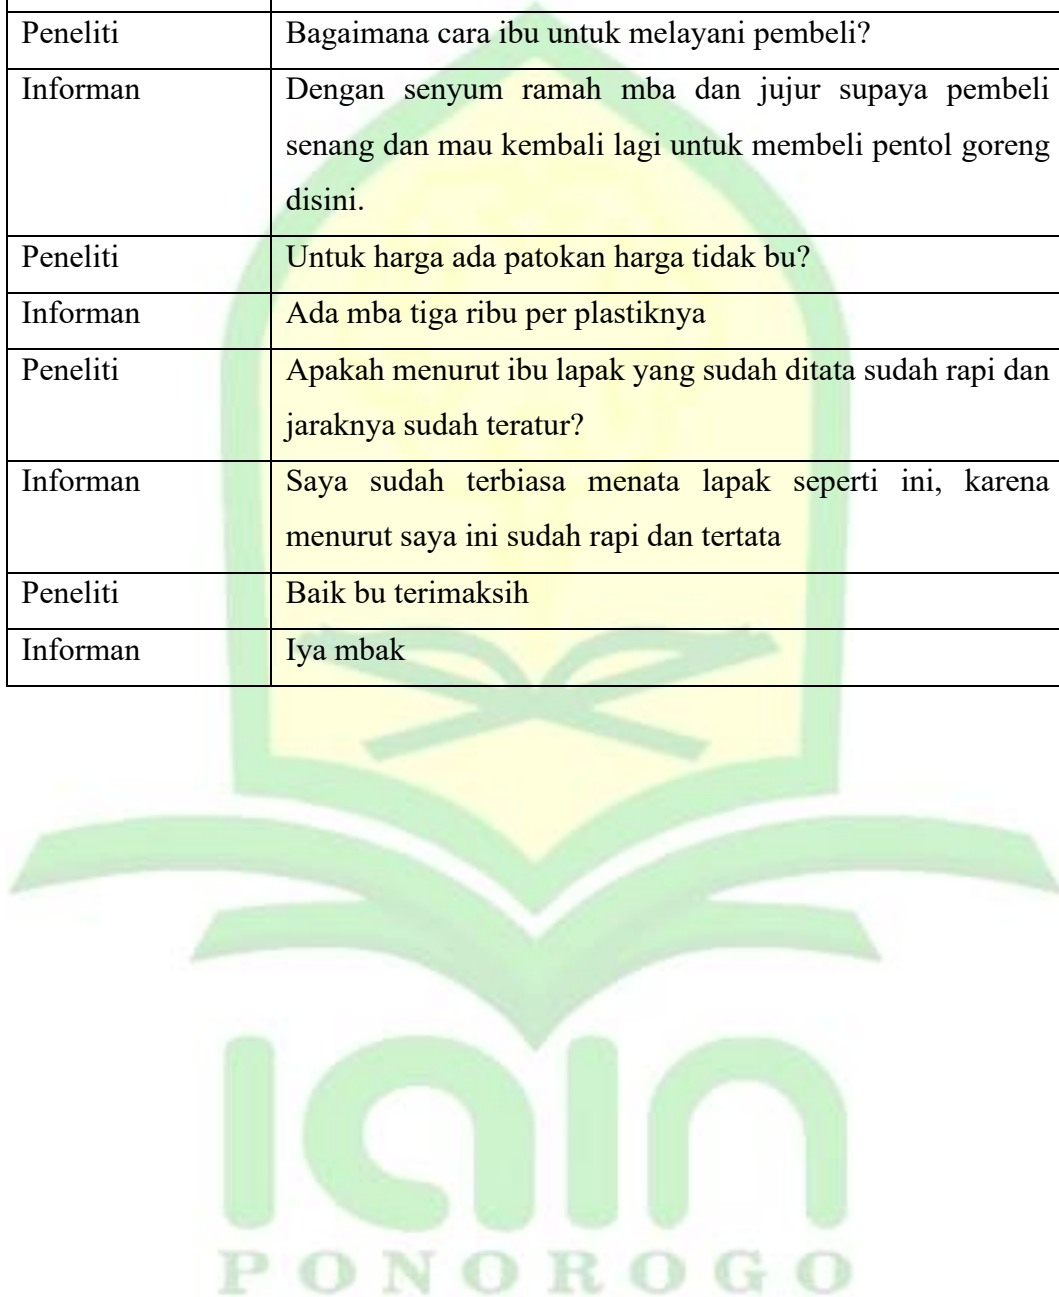 Peneliti Bagaimana cara ibu untuk melayani pembeli?
Informan Dengan senyum ramah mba dan jujur supaya pembeli
senang dan mau kembali lagi untuk membeli pentol goreng
disini.
Peneliti Untuk harga ada patokan harga tidak bu?
Informan Ada mba tiga ribu per plastiknya
Peneliti Apakah menurut ibu lapak yang sudah ditata sudah rapi dan
jaraknya sudah teratur?
Informan Saya sudah terbiasa menata lapak seperti ini, karena
menurut saya ini sudah rapi dan tertata
Peneliti Baik bu terimaksih
Informan Iya mbak
iain
PONOROGO